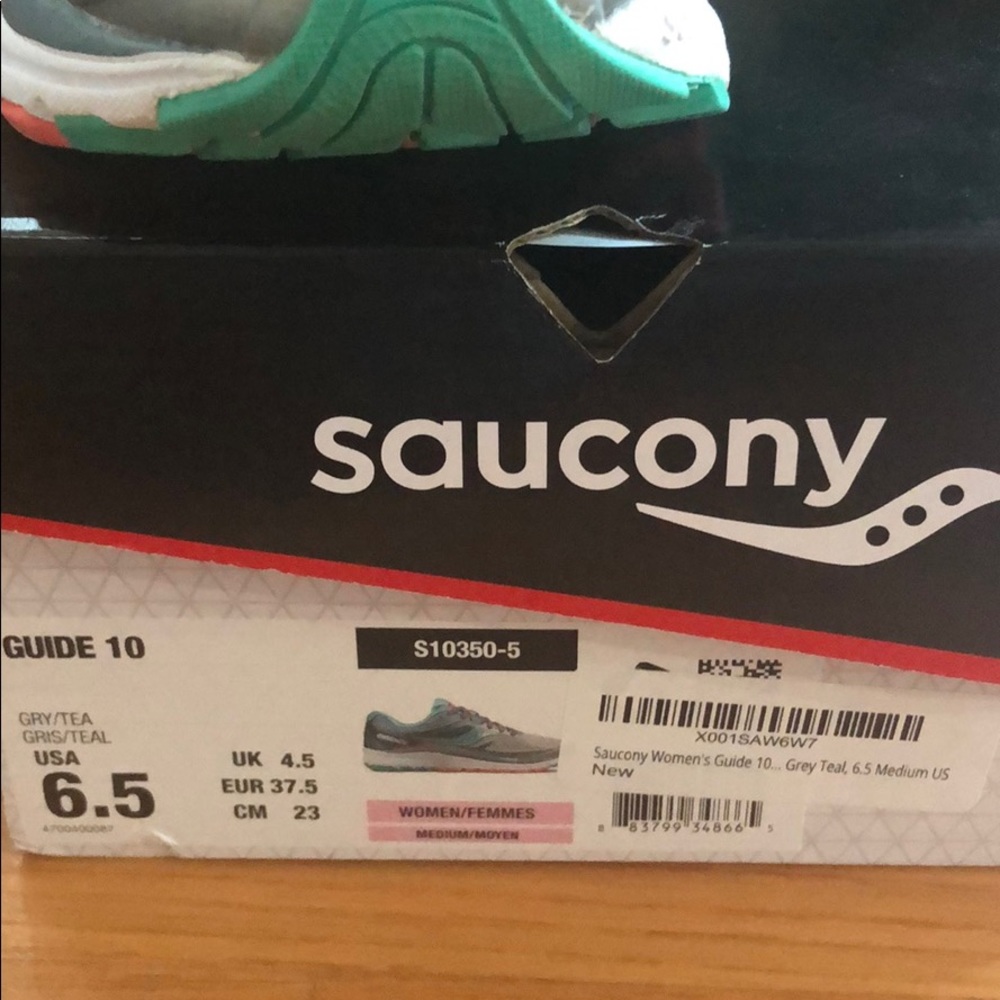 saucony
GUIDE 10
S10350-5
GRY/TEA
GRIS/TEAL
USA
6.5
UK 4.5
EUR 37.5
CM 23
WOMEN/FEMMES
MEDIUM/MOYEN
X001SAW6W7
Saucony Women's Guide 10... Grey Teal, 6.5 Medium US
New
8 83799 34866 5